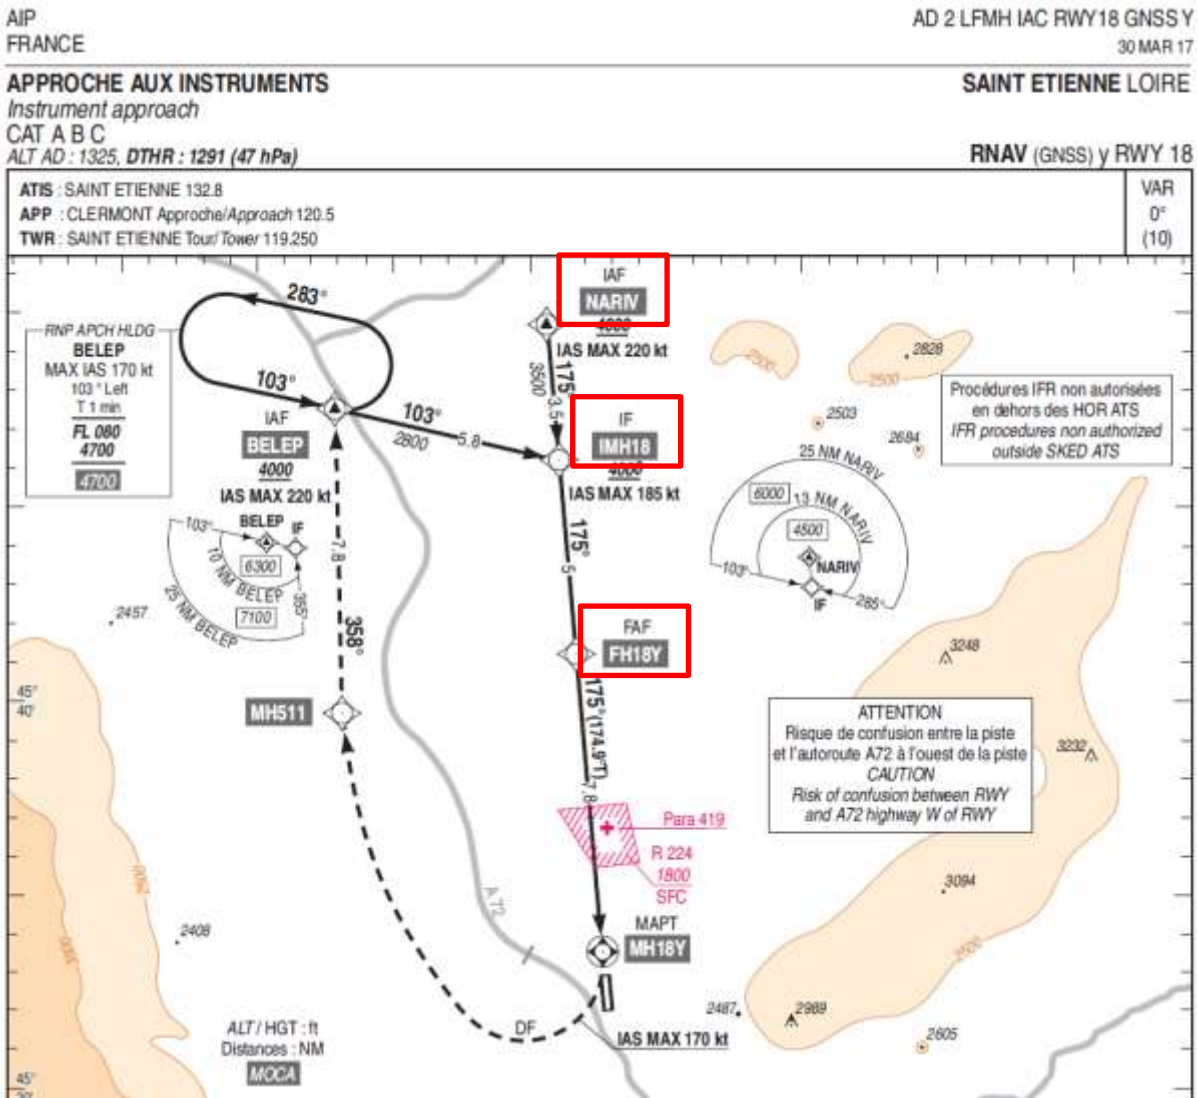 AIP
FRANCE
AD 2 LFMH IAC RWY18 GNSS Y
30 MAR 17
APPROCHE AUX INSTRUMENTS
Instrument approach
CAT A B C
ALT AD : 1325, DTHR : 1291 (47 hPa)
SAINT ETIENNE LOIRE
RNAV (GNSS) y RWY 18
ATIS : SAINT ETIENNE 132.8
APP : CLERMONT Approche/Approach 120.5
TWR : SAINT ETIENNE Tour/Tower 119.250
VAR
0°
(10)
RNP APCH HLDG
BELEP
MAX IAS 170 kt
103 ° Left
T 1 min
FL 080
4700
4700
283°
103°
IAF
BELEP
4000
IAS MAX 220 kt
103°
2800
5.8
IAF
NARIV
4000
IAS MAX 220 kt
175°
3500
3.5
IF
IMH18
4000
IAS MAX 185 kt
175°
5
FAF
FH18Y
175°(174.9°T)
7.8
2500
2828
2500
2503
2684
Procédures IFR non autorisées
en dehors des HOR ATS
IFR procedures non authorized
outside SKED ATS
25 NM NARIV
6000
13 NM NARIV
4500
NARIV
IF
103°
285°
103°
BELEP
IF
6300
10 NM BELEP
7100
25 NM BELEP
355°
2457
7.8
358°
MH511
45°
40'
3248
3232
ATTENTION
Risque de confusion entre la piste
et l'autoroute A72 à l'ouest de la piste
CAUTION
Risk of confusion between RWY
and A72 highway W of RWY
Para 419
R 224
1800
SFC
3094
2500
A 72
MAPT
MH18Y
2500
3000
2408
ALT / HGT : ft
Distances : NM
MOCA
DF
IAS MAX 170 kt
2487
2989
2605
45°